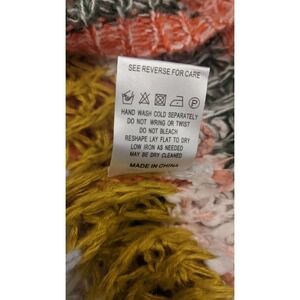 SEE REVERSE FOR CARE
P
HAND WASH COLD SEPARATELY
DO NOT WRING OR TWIST
DO NOT BLEACH
RESHAPE LAY FLAT TO DRY
LOW IRON AS NEEDED
MAY BE DRY CLEANED
MADE IN CHINA